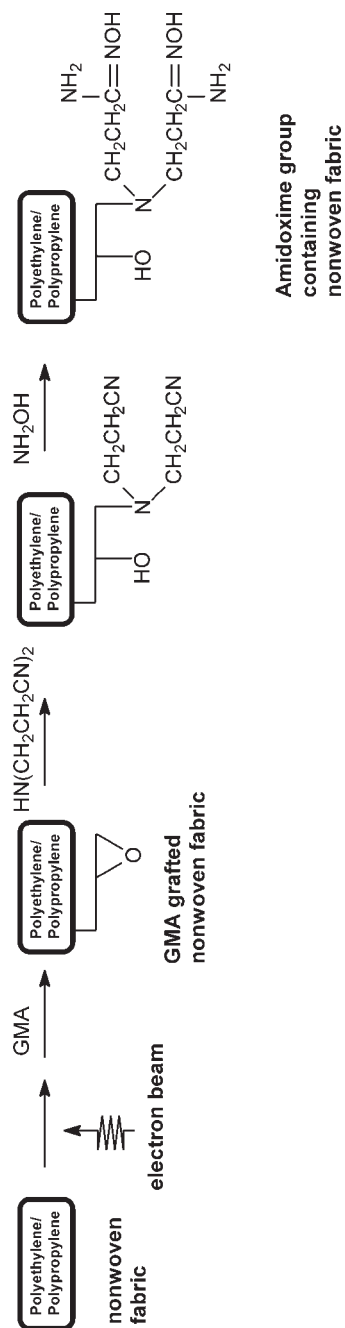 Polyethylene/
Polypropylene
nonwoven
fabric
electron beam
GMA
Polyethylene/
Polypropylene
O
GMA grafted
nonwoven fabric
HN(CH2CH2CN)2
Polyethylene/
Polypropylene
HO
N
CH2CH2CN
CH2CH2CN
NH2OH
Polyethylene/
Polypropylene
HO
N
NH2
CH2CH2C=NOH
CH2CH2C=NOH
NH2
Amidoxime group
containing
nonwoven fabric